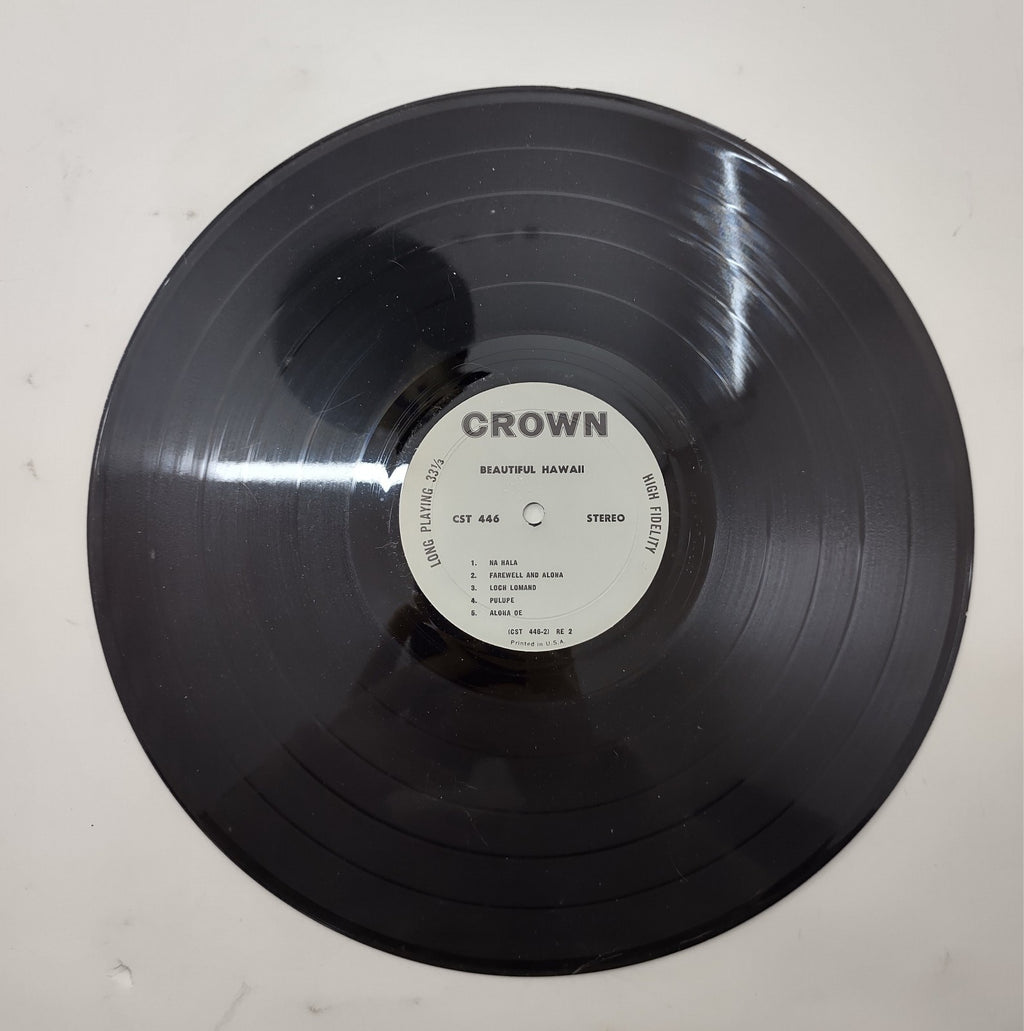 CROWN
BEAUTIFUL HAWAII
LONG PLAYING 33⅓
HIGH FIDELITY
CST 446 STEREO
1. NA HALA
2. FAREWELL AND ALOHA
3. LOCH LOMAND
4. PULUPE
5. ALOHA OE
(CST 446-2) RE 2
Printed in U.S.A.